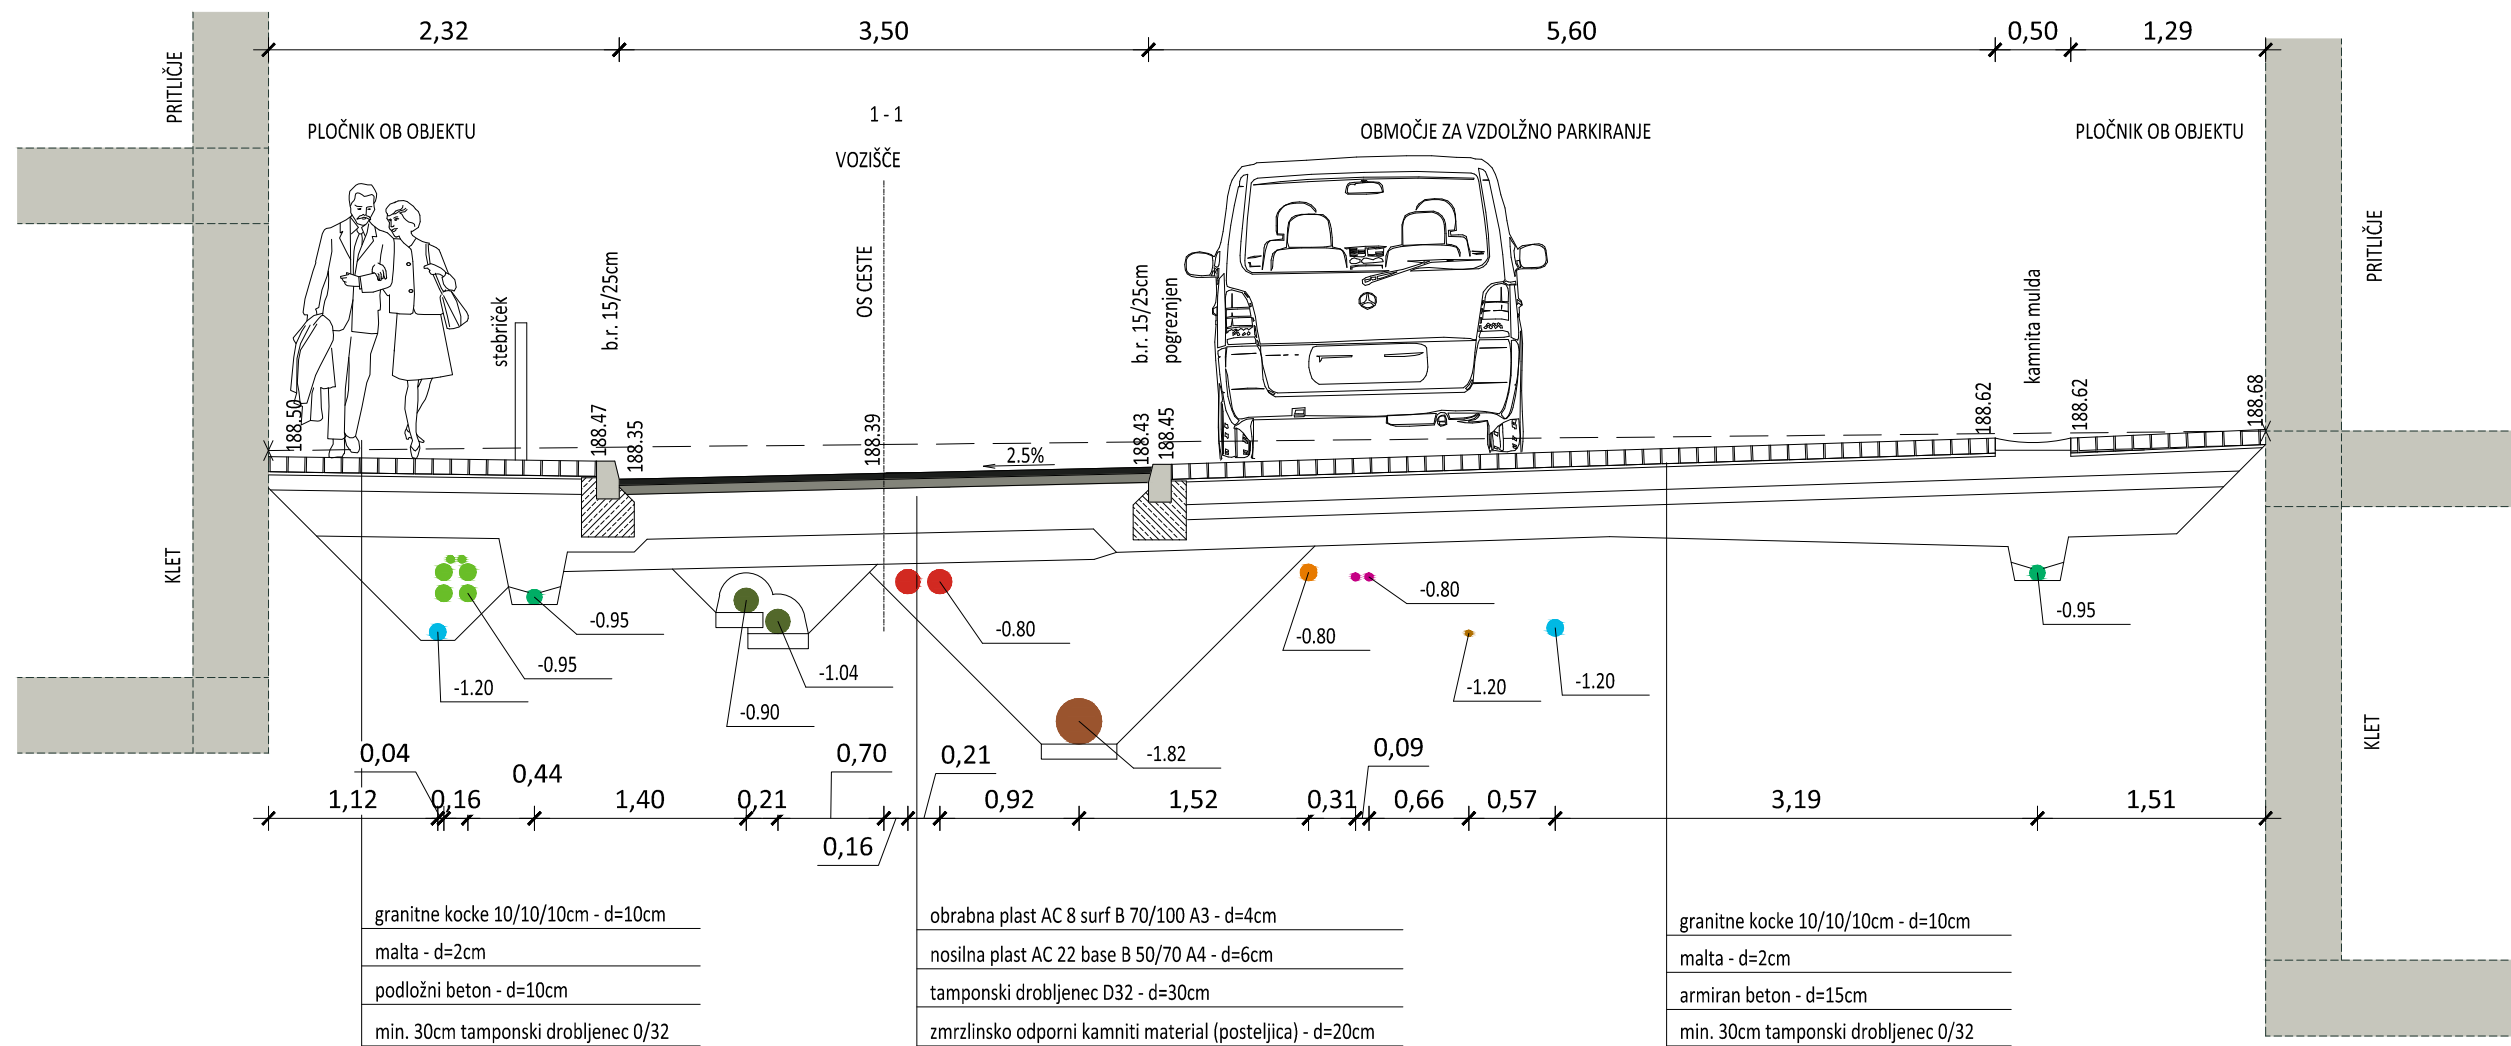 2,32
3,50
5,60
0,50
1,29
PRITLIČJE
1 - 1
PLOČNIK OB OBJEKTU
VOZIŠČE
OBMOČJE ZA VZDOLŽNO PARKIRANJE
PLOČNIK OB OBJEKTU
PRITLIČJE
stebriček
b.r. 15/25cm
OS CESTE
b.r. 15/25cm
pogreznjen
kamnita mulda
188.50
188.47
188.35
188.39
2.5%
188.43
188.45
188.62
188.62
188.68
KLET
-0.95
-0.95
-1.20
-0.90
-1.04
-0.80
-1.82
-0.80
-0.80
-1.20
-1.20
-0.95
KLET
0,04
0,44
0,70
0,21
0,09
1,12
0,16
1,40
0,21
0,92
1,52
0,31
0,66
0,57
3,19
1,51
0,16
granitne kocke 10/10/10cm - d=10cm
malta - d=2cm
podložni beton - d=10cm
min. 30cm tamponski drobljenec 0/32
obrabna plast AC 8 surf B 70/100 A3 - d=4cm
nosilna plast AC 22 base B 50/70 A4 - d=6cm
tamponski drobljenec D32 - d=30cm
zmrzlinsko odporni kamniti material (posteljica) - d=20cm
granitne kocke 10/10/10cm - d=10cm
malta - d=2cm
armiran beton - d=15cm
min. 30cm tamponski drobljenec 0/32